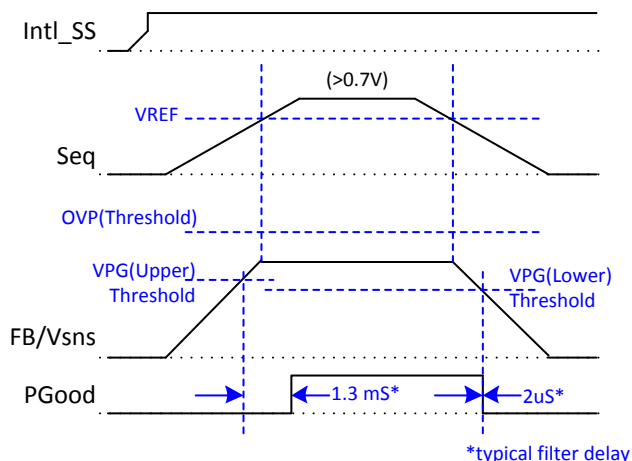 Intl_SS
(>0.7V)
VREF
Seq
OVP(Threshold)
VPG(Upper)
Threshold
VPG(Lower)
Threshold
FB/Vsns
PGood
1.3 mS*
2uS*
*typical filter delay